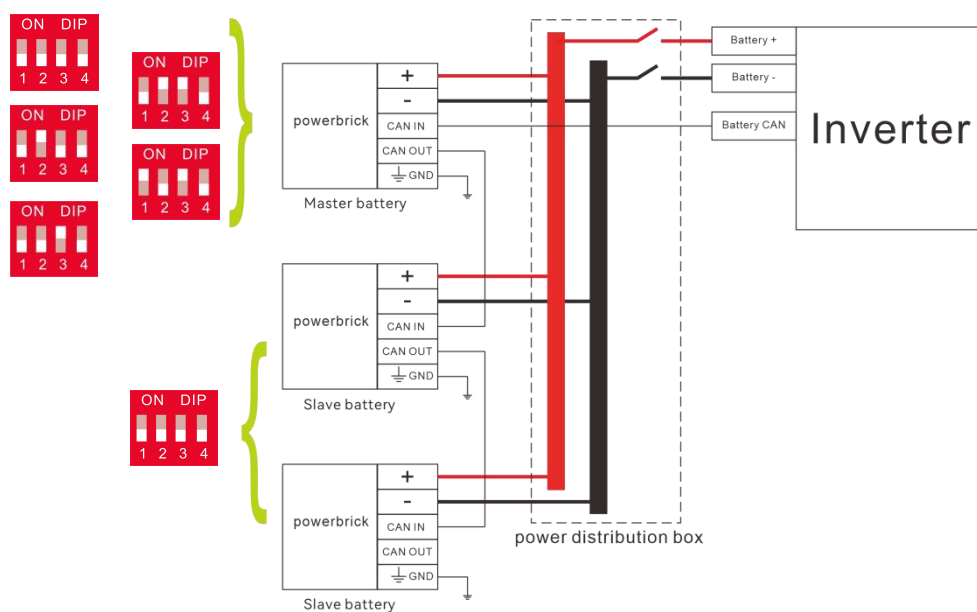 ON DIP
1 2 3 4
ON DIP
1 2 3 4
ON DIP
1 2 3 4
ON DIP
1 2 3 4
ON DIP
1 2 3 4
powerbrick
+
-
CAN IN
CAN OUT
GND
Master battery
Battery +
Battery -
Battery CAN
Inverter
powerbrick
+
-
CAN IN
CAN OUT
GND
Slave battery
ON DIP
1 2 3 4
powerbrick
+
-
CAN IN
CAN OUT
GND
Slave battery
power distribution box